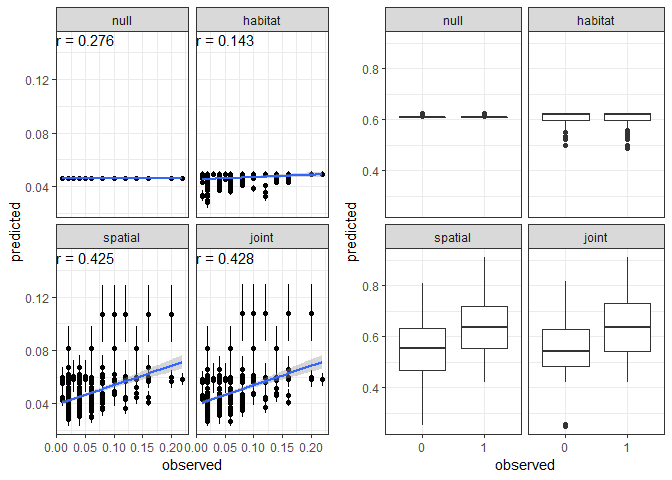 null habitat
r = 0.276 r = 0.143
0.12
0.08
0.04
spatial joint
r = 0.425 r = 0.428
0.12
0.08
0.04
0.00 0.05 0.10 0.15 0.20 0.00 0.05 0.10 0.15 0.20
observed
predicted
null habitat
0.8
0.6
0.4
spatial joint
0.8
0.6
0.4
0 1 0 1
observed
predicted